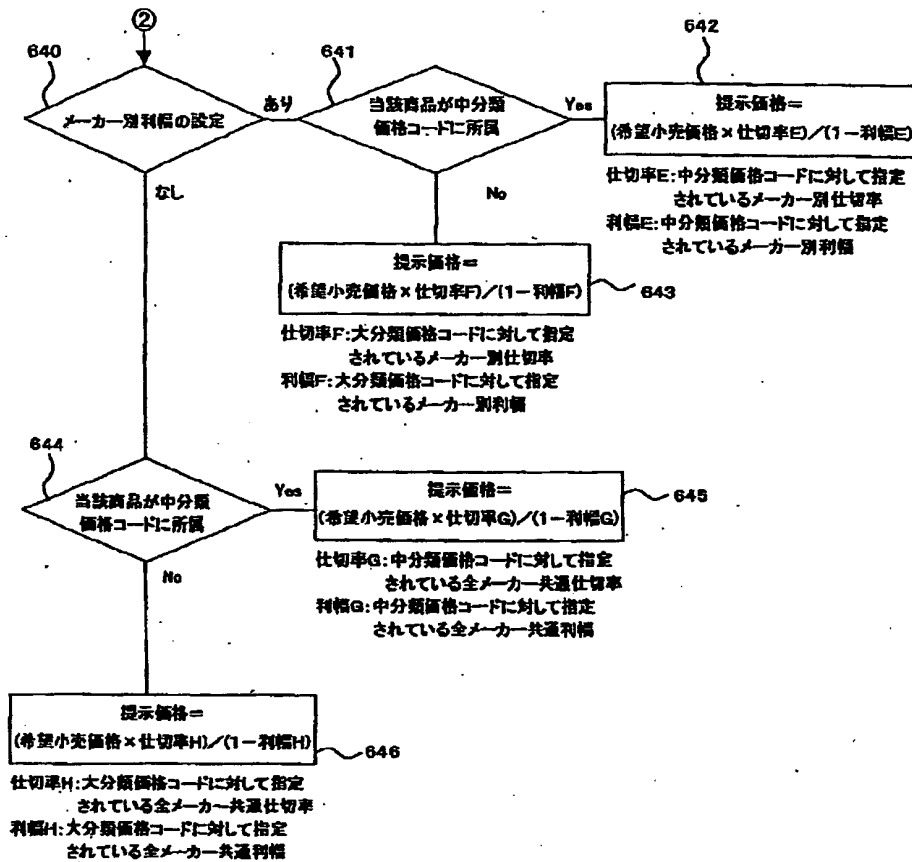 ②
640
メーカー別利幅の設定
あり
なし
641
当該商品が中分類
価格コードに所属
Yes
No
642
提示価格＝
(希望小売価格×仕切率E)/(1－利幅E)
仕切率E:中分類価格コードに対して指定
されているメーカー別仕切率
利幅E:中分類価格コードに対して指定
されているメーカー別利幅
提示価格＝
(希望小売価格×仕切率F)/(1－利幅F)
643
仕切率F:大分類価格コードに対して指定
されているメーカー別仕切率
利幅F:大分類価格コードに対して指定
されているメーカー別利幅
644
当該商品が中分類
価格コードに所属
Yes
No
提示価格＝
(希望小売価格×仕切率G)/(1－利幅G)
645
仕切率G:中分類価格コードに対して指定
されている全メーカー共通仕切率
利幅G:中分類価格コードに対して指定
されている全メーカー共通利幅
提示価格＝
(希望小売価格×仕切率H)/(1－利幅H)
646
仕切率H:大分類価格コードに対して指定
されている全メーカー共通仕切率
利幅H:大分類価格コードに対して指定
されている全メーカー共通利幅